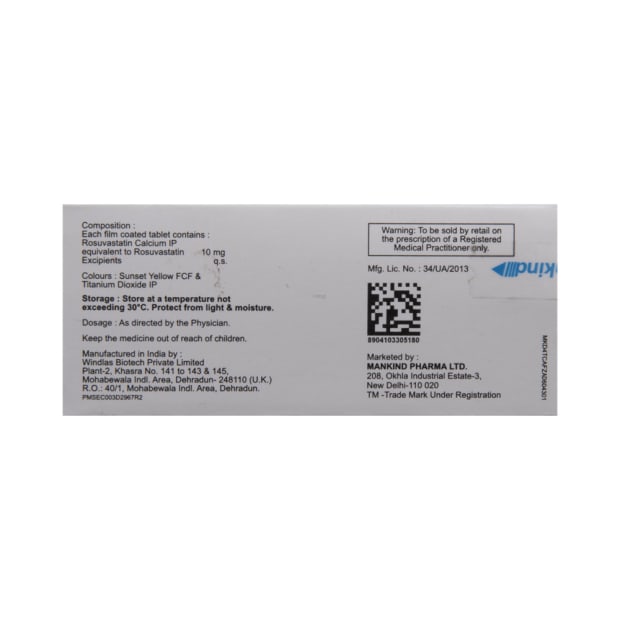 Composition :
Each film coated tablet contains :
Rosuvastatin Calcium IP
equivalent to Rosuvastatin 10 mg
Excipients q.s.
Colours : Sunset Yellow FCF &
Titanium Dioxide IP
Storage : Store at a temperature not
exceeding 30°C. Protect from light & moisture.
Dosage : As directed by the Physician.
Keep the medicine out of reach of children.
Manufactured in India by :
Windlas Biotech Private Limited
Plant-2, Khasra No. 141 to 143 & 145,
Mohabewala Indl. Area, Dehradun- 248110 (U.K.)
R.O.: 40/1, Mohabewala Indl. Area, Dehradun.
PMSEC003D2967R2
Warning: To be sold by retail on
the prescription of a Registered
Medical Practitioner only.
Mfg. Lic. No. : 34/UA/2013
8904103305180
Marketed by :
MANKIND PHARMA LTD.
208, Okhla Industrial Estate-3,
New Delhi-110 020
TM -Trade Mark Under Registration